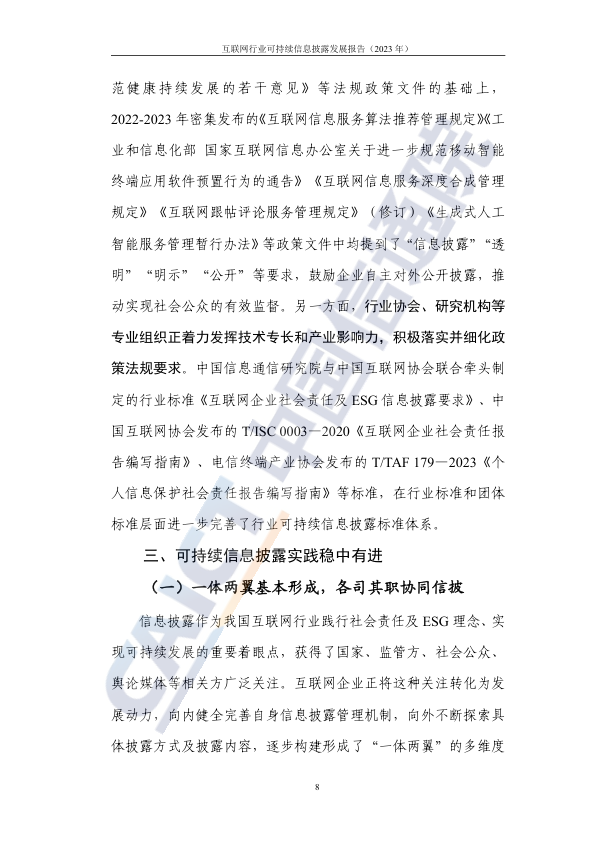 互联网行业可持续信息披露发展报告（2023 年）
范健康持续发展的若干意见》等法规政策文件的基础上，
2022-2023 年密集发布的《互联网信息服务算法推荐管理规定》《工
业和信息化部 国家互联网信息办公室关于进一步规范移动智能
终端应用软件预置行为的通告》《互联网信息服务深度合成管理
规定》《互联网跟帖评论服务管理规定》（修订）《生成式人工
智能服务管理暂行办法》等政策文件中均提到了“信息披露”“透
明”“明示”“公开”等要求，鼓励企业自主对外公开披露，推
动实现社会公众的有效监督。另一方面，行业协会、研究机构等
专业组织正着力发挥技术专长和产业影响力，积极落实并细化政
策法规要求。中国信息通信研究院与中国互联网协会联合牵头制
定的行业标准《互联网企业社会责任及 ESG 信息披露要求》、中
国互联网协会发布的 T/ISC 0003—2020《互联网企业社会责任报
告编写指南》、电信终端产业协会发布的 T/TAF 179—2023《个
人信息保护社会责任报告编写指南》等标准，在行业标准和团体
标准层面进一步完善了行业可持续信息披露标准体系。
三、可持续信息披露实践稳中有进
（一）一体两翼基本形成，各司其职协同信披
信息披露作为我国互联网行业践行社会责任及 ESG 理念、实
现可持续发展的重要着眼点，获得了国家、监管方、社会公众、
舆论媒体等相关方广泛关注。互联网企业正将这种关注转化为发
展动力，向内健全完善自身信息披露管理机制，向外不断探索具
体披露方式及披露内容，逐步构建形成了“一体两翼”的多维度
8
CAICT 中国信通院